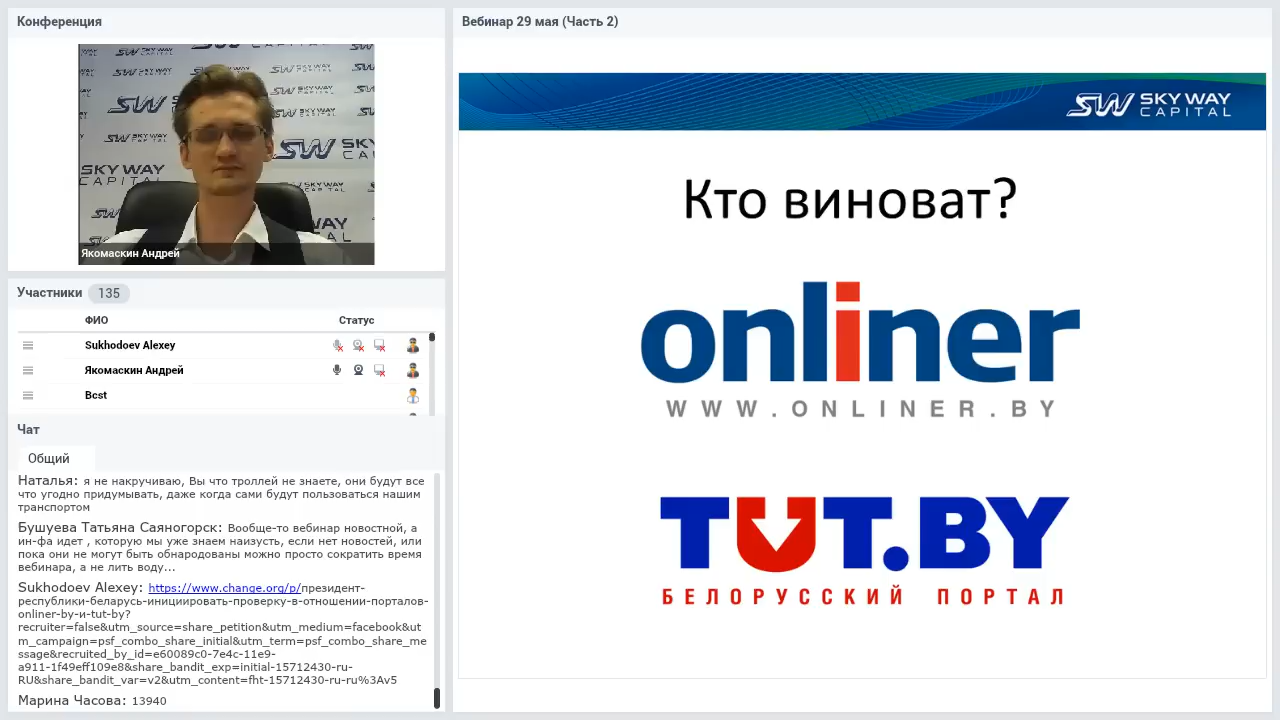 Конференция
SW SKY WAY
CAPITAL
Якомаскин Андрей
Участники 135
ФИО Статус
Sukhodoev Alexey
Якомаскин Андрей
Bcst
Чат
Общий
Наталья: я не накручиваю, Вы что троллей не знаете, они будут все
что угодно придумывать, даже когда сами будут пользоваться нашим
транспортом
Бушуева Татьяна Саяногорск: Вообще-то вебинар новостной, а
ин-фа идет , которую мы уже знаем наизусть, если нет новостей, или
пока они не могут быть обнародованы можно просто сократить время
вебинара, а не лить воду...
Sukhodoev Alexey: https://www.change.org/p/президент-
республики-беларусь-инициировать-проверку-в-отношении-порталов-
onliner-by-и-tut-by?
recruiter=false&utm_source=share_petition&utm_medium=facebook&ut
m_campaign=psf_combo_share_initial&utm_term=psf_combo_share_me
ssage&recruited_by_id=e60089c0-7e4c-11e9-
a911-1f49eff109e8&share_bandit_exp=initial-15712430-ru-
RU&share_bandit_var=v2&utm_content=fht-15712430-ru-ru%3Av5
Марина Часова: 13940
Вебинар 29 мая (Часть 2)
SW SKY WAY
CAPITAL
Кто виноват?
onliner
WWW.ONLINER.BY
TUT.BY
БЕЛОРУССКИЙ ПОРТАЛ